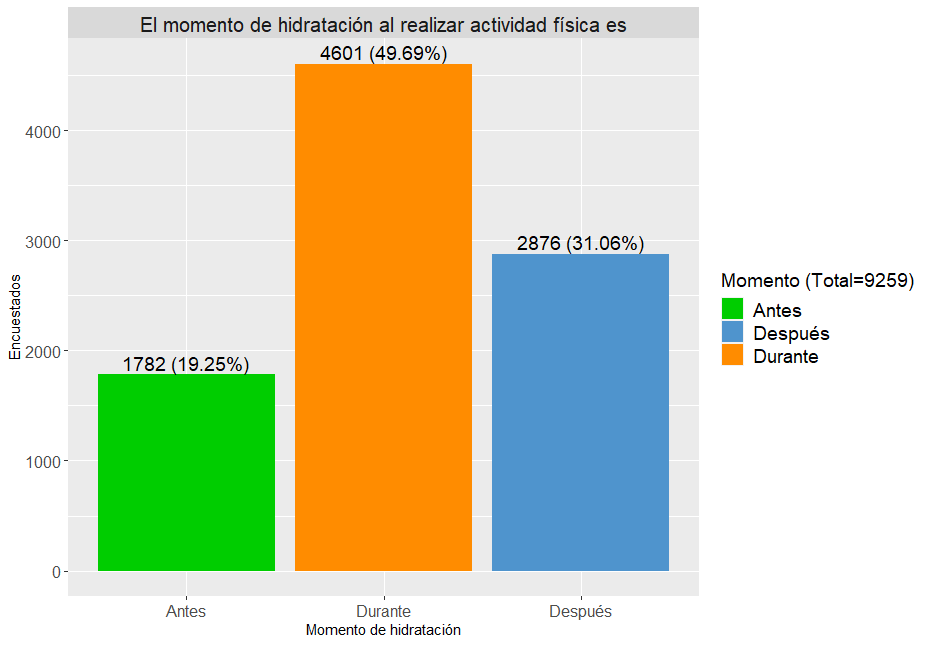 El momento de hidratación al realizar actividad física es
4601 (49.69%)
2876 (31.06%)
1782 (19.25%)
4000
3000
2000
1000
0
Encuestados
Antes
Durante
Después
Momento de hidratación
Momento (Total=9259)
Antes
Después
Durante